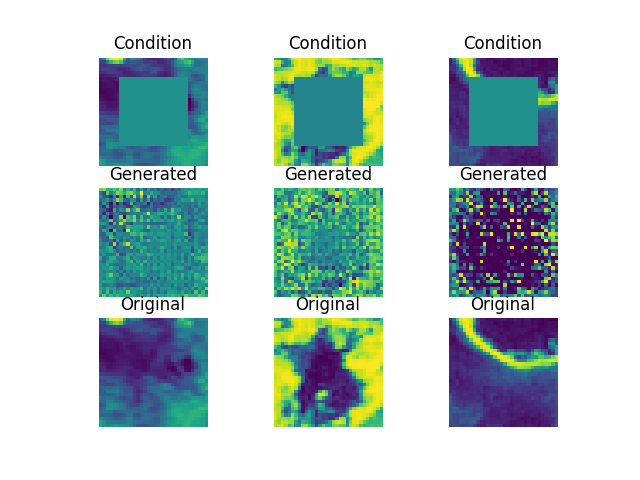 Condition Condition Condition
Generated Generated Generated
Original Original Original